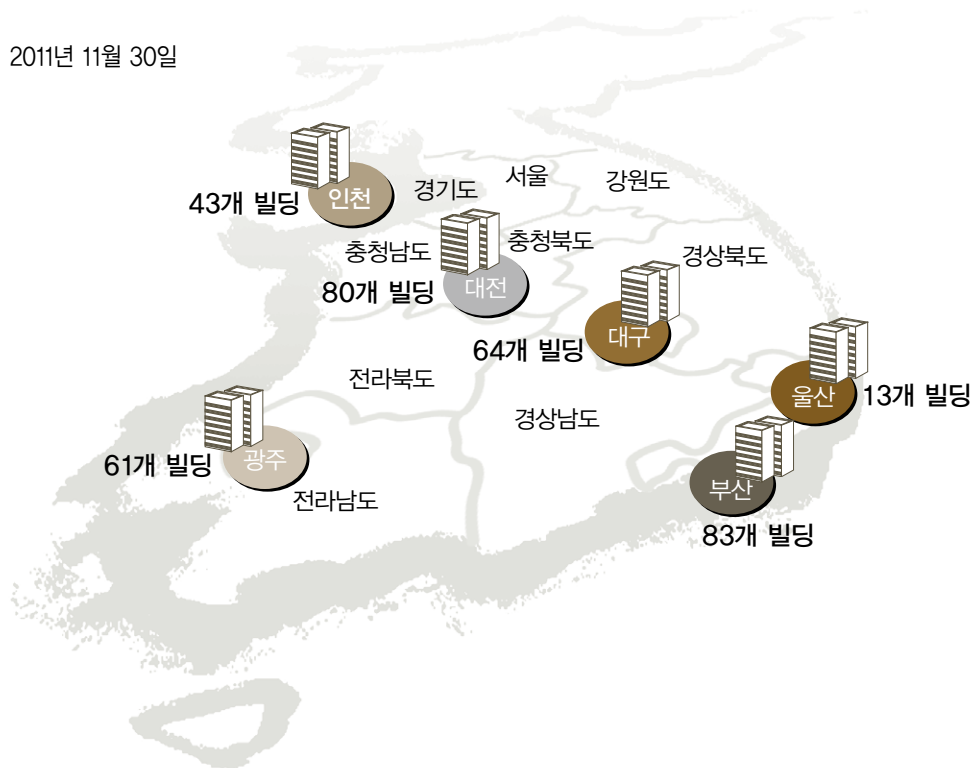 2011년 11월 30일
43개 빌딩
인천
경기도
서울
강원도
충청남도
충청북도
경상북도
80개 빌딩
대전
64개 빌딩
대구
전라북도
경상남도
울산
13개 빌딩
61개 빌딩
광주
부산
전라남도
83개 빌딩